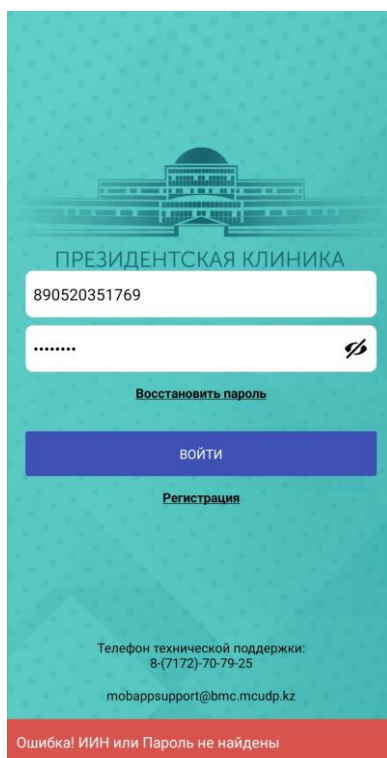 ПРЕЗИДЕНТСКАЯ КЛИНИКА
890520351769
••••••••
Восстановить пароль
ВОЙТИ
Регистрация
Телефон технической поддержки:
8-(7172)-70-79-25
mobappsupport@bmc.mcudp.kz
Ошибка! ИИН или Пароль не найдены